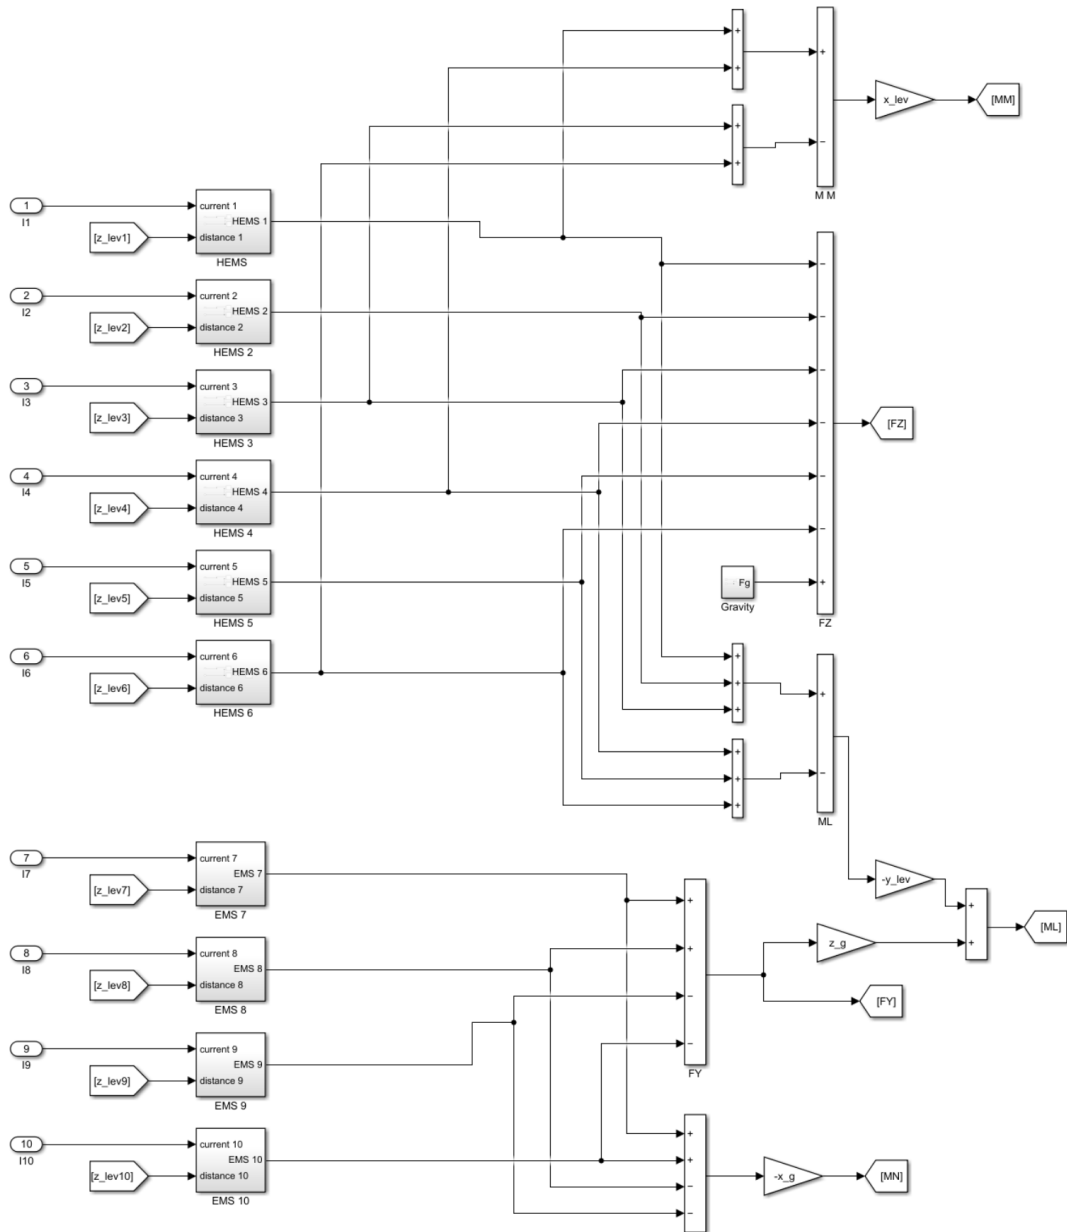 +
+
+
x_lev
[MM]
+
+
−
M M
1
I1
current 1
HEMS 1
[z_lev1]
distance 1
HEMS
−
2
I2
current 2
HEMS 2
[z_lev2]
distance 2
HEMS 2
−
3
I3
current 3
HEMS 3
[z_lev3]
distance 3
HEMS 3
−
−
[FZ]
4
I4
current 4
HEMS 4
[z_lev4]
distance 4
HEMS 4
−
−
5
I5
current 5
HEMS 5
[z_lev5]
distance 5
HEMS 5
Fg
Gravity
+
FZ
6
I6
current 6
HEMS 6
[z_lev6]
distance 6
HEMS 6
+
+
+
+
+
+
+
−
ML
7
I7
current 7
EMS 7
[z_lev7]
distance 7
EMS 7
-y_lev
+
+
[ML]
+
+
−
−
FY
z_g
[FY]
8
I8
current 8
EMS 8
[z_lev8]
distance 8
EMS 8
9
I9
current 9
EMS 9
[z_lev9]
distance 9
EMS 9
10
I10
current 10
EMS 10
[z_lev10]
distance 10
EMS 10
+
+
−
−
-x_g
[MN]